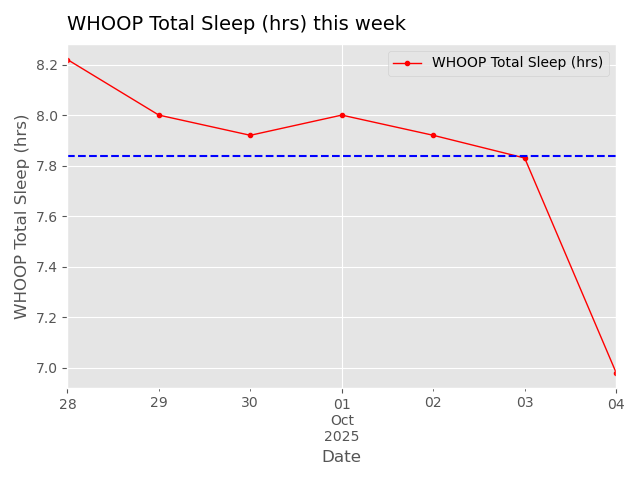 WHOOP Total Sleep (hrs) this week
WHOOP Total Sleep (hrs)
WHOOP Total Sleep (hrs)
8.2
8.0
7.8
7.6
7.4
7.2
7.0
28 29 30 01 02 03 04
Oct
2025
Date